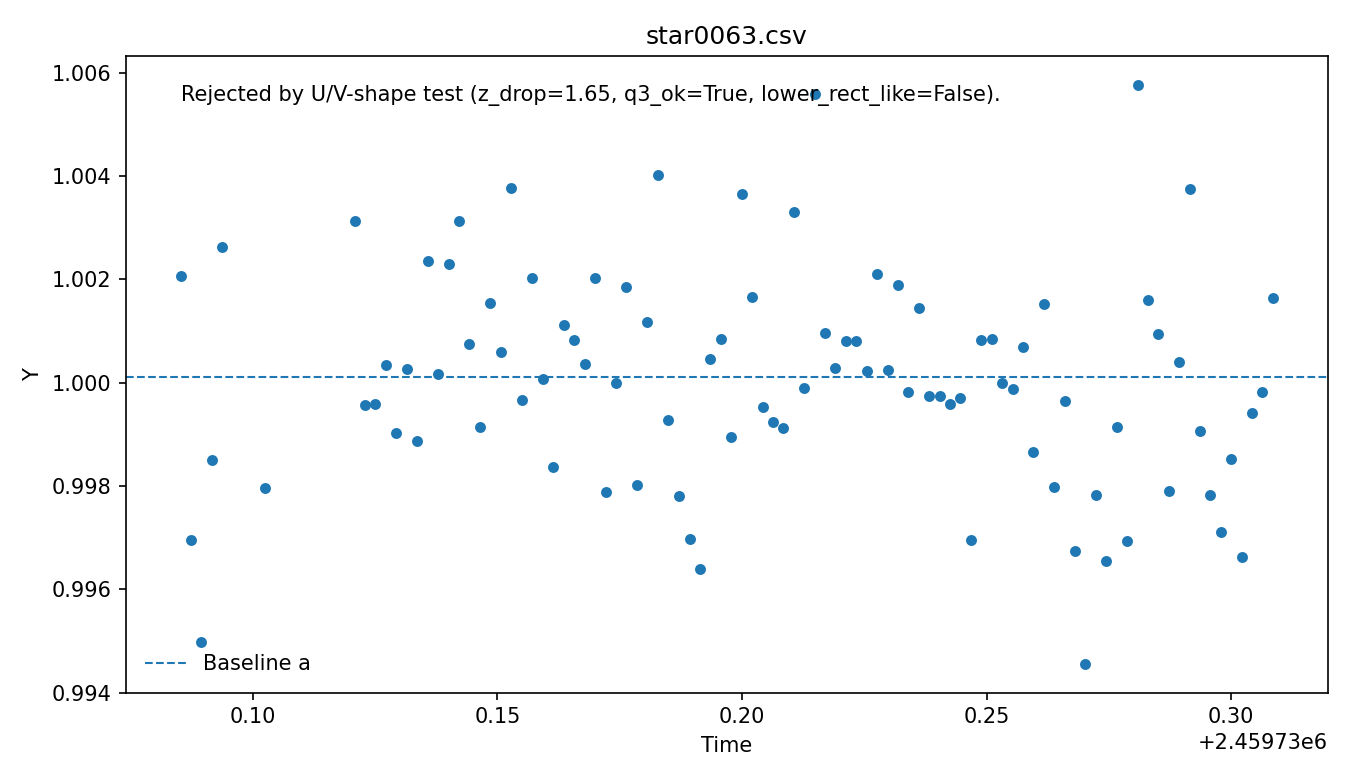 star0063.csv
Rejected by U/V-shape test (z_drop=1.65, q3_ok=True, lower_rect_like=False).
1.006
1.004
1.002
1.000
0.998
0.996
0.994
Y
Baseline a
0.10 0.15 0.20 0.25 0.30
Time
+2.45973e6